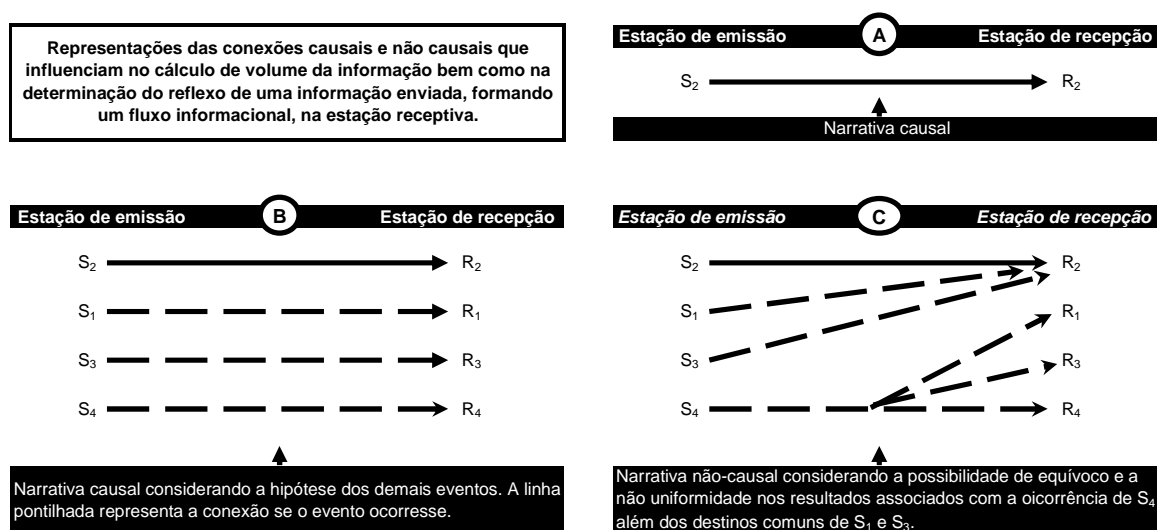 Representações das conexões causais e não causais que
influenciam no cálculo de volume da informação bem como na
determinação do reflexo de uma informação enviada, formando
um fluxo informacional, na estação receptiva.
Estação de emissão A Estação de recepção
S₂ R₂
Narrativa causal
Estação de emissão B Estação de recepção
S₂ R₂
S₁ R₁
S₃ R₃
S₄ R₄
Narrativa causal considerando a hipótese dos demais eventos. A linha
pontilhada representa a conexão se o evento ocorresse.
Estação de emissão C Estação de recepção
S₂ R₂
S₁ R₁
S₃ R₃
S₄ R₄
Narrativa não-causal considerando a possibilidade de equívoco e a
não uniformidade nos resultados associados com a oicorrência de S₄
além dos destinos comuns de S₁ e S₃.